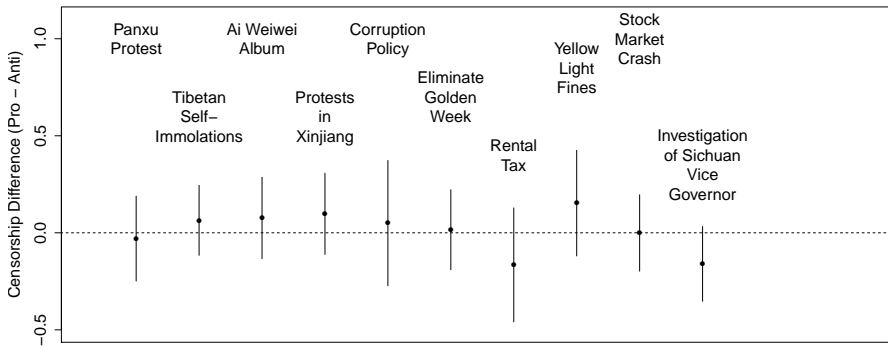 Censorship Difference (Pro − Anti)
1.0
0.5
0.0
−0.5
Panxu
Protest
Tibetan
Self−
Immolations
Ai Weiwei
Album
Protests
in
Xinjiang
Corruption
Policy
Eliminate
Golden
Week
Rental
Tax
Yellow
Light
Fines
Stock
Market
Crash
Investigation
of Sichuan
Vice
Governor